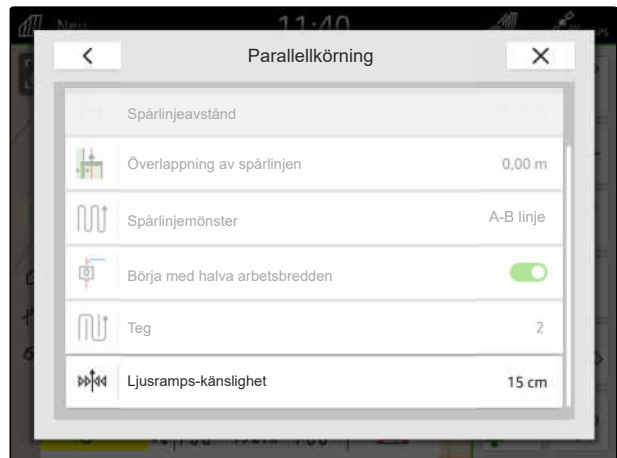 Neu 11:40
Parallellkörning
Spårlinjeavstånd
Överlappning av spårlinjen 0,00 m
Spårlinjemönster A-B linje
Börja med halva arbetsbredden
Teg 2
Ljusramps-känslighet 15 cm